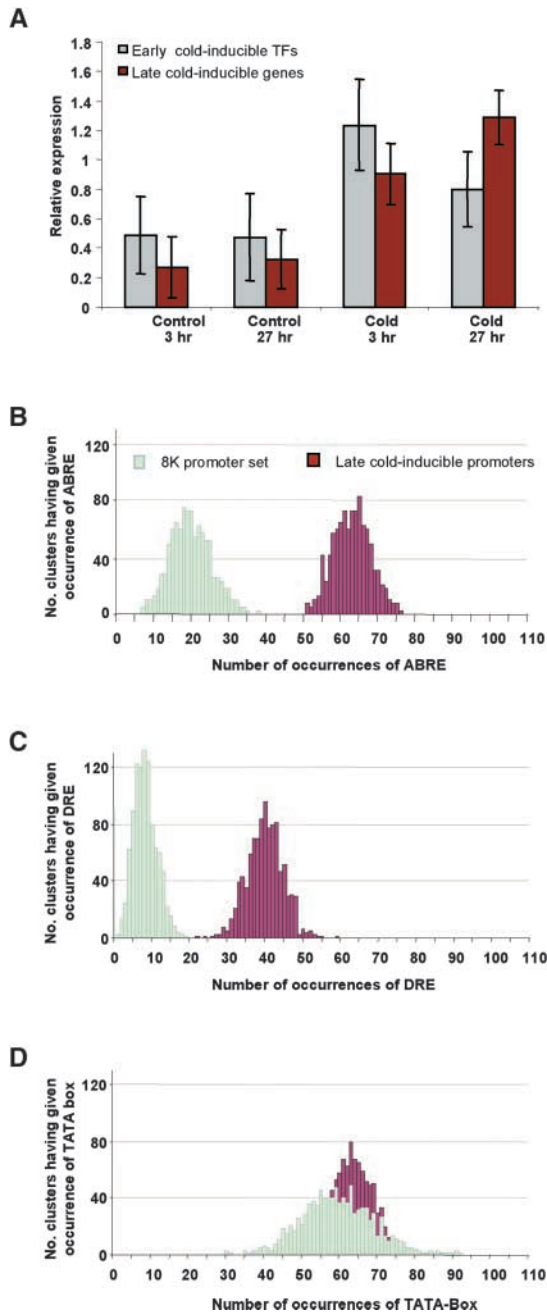 A
Relative expression
1.8
1.6
1.4
1.2
1
0.8
0.6
0.4
0.2
0
Early cold-inducible TFs
Late cold-inducible genes
Control 3 hr
Control 27 hr
Cold 3 hr
Cold 27 hr
B
No. clusters having given
occurrence of ABRE
120
80
40
0
8K promoter set
Late cold-inducible promoters
0 10 20 30 40 50 60 70 80 90 100 110
Number of occurrences of ABRE
C
No. clusters having given
occurrence of DRE
120
80
40
0
0 10 20 30 40 50 60 70 80 90 100 110
Number of occurrences of DRE
D
No. clusters having given
occurrence of TATA box
120
80
40
0
0 10 20 30 40 50 60 70 80 90 100 110
Number of occurrences of TATA-Box